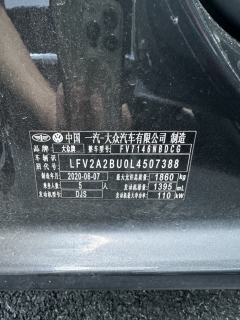 中国 一汽-大众汽车有限公司 制造
品牌 大众牌 整车型号 FV7146WBDCG
车辆识别代号 LFV2A2BU0L4507388
制造年月 2020-06-07 最大允许总质量 1860 kg
乘坐人数 5 人 发动机排量 1395 mL
发动机型号 DJS 发动机最大净功率 110 kW